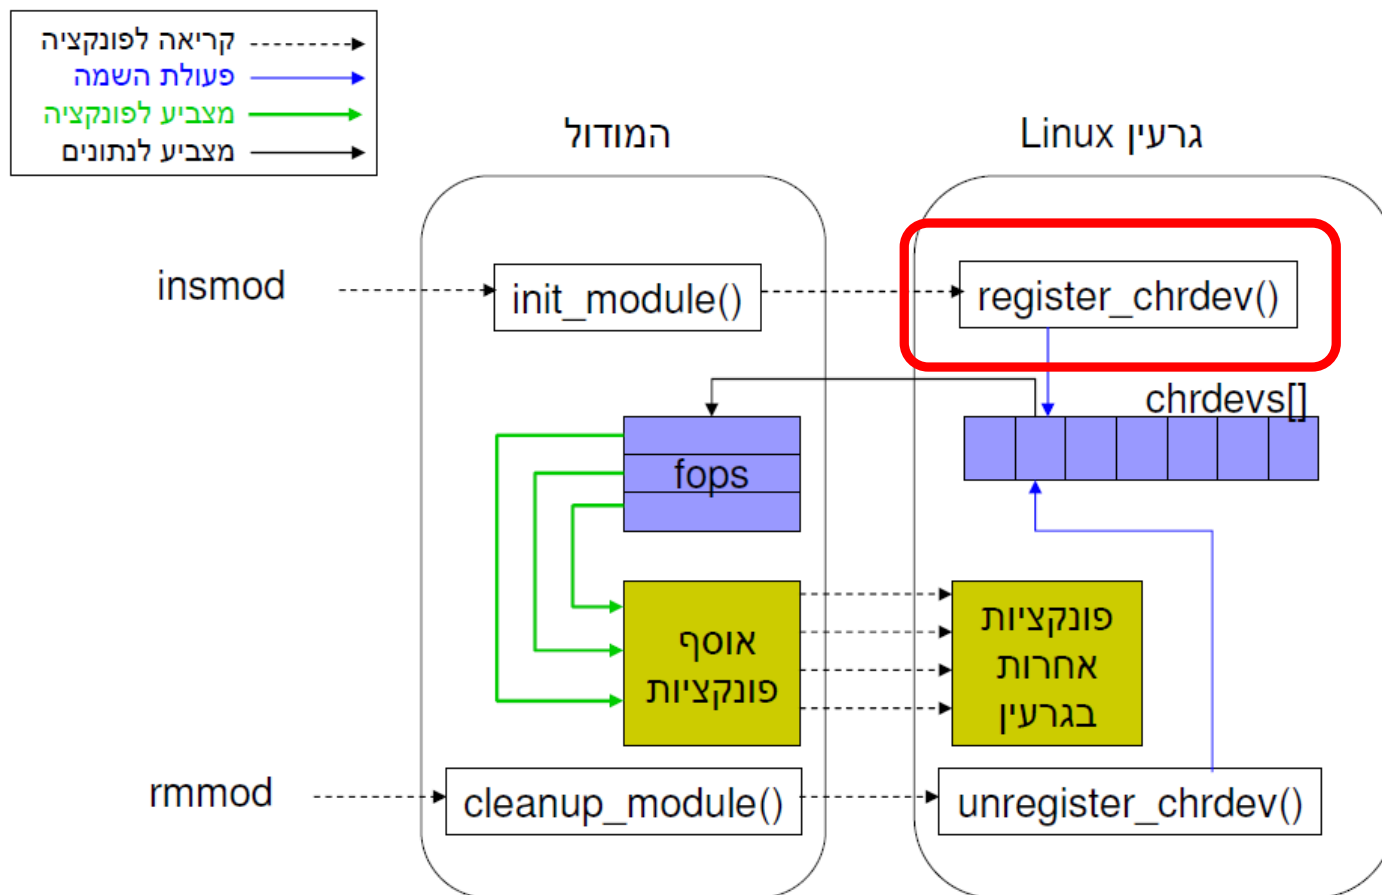 קריאה לפונקציה
פעולת השמה
מצביע לפונקציה
מצביע לנתונים
המודול
גרעין Linux
insmod
init_module()
register_chrdev()
chrdevs[]
fops
אוסף
פונקציות
פונקציות
אחרות
בגרעין
rmmod
cleanup_module()
unregister_chrdev()